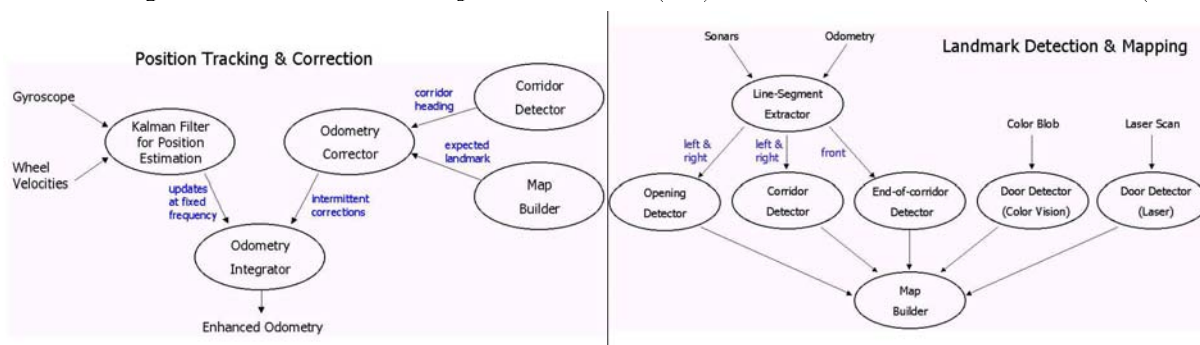 Position Tracking & Correction
Gyroscope
Wheel
Velocities
Kalman Filter
for Position
Estimation
Odometry
Corrector
corridor
heading
Corridor
Detector
expected
landmark
Map
Builder
updates
at fixed
frequency
intermittent
corrections
Odometry
Integrator
Enhanced Odometry
Landmark Detection & Mapping
Sonars
Odometry
Line-Segment
Extractor
Color Blob
Laser Scan
left &
right
left &
right
front
Opening
Detector
Corridor
Detector
End-of-corridor
Detector
Door Detector
(Color Vision)
Door Detector
(Laser)
Map
Builder